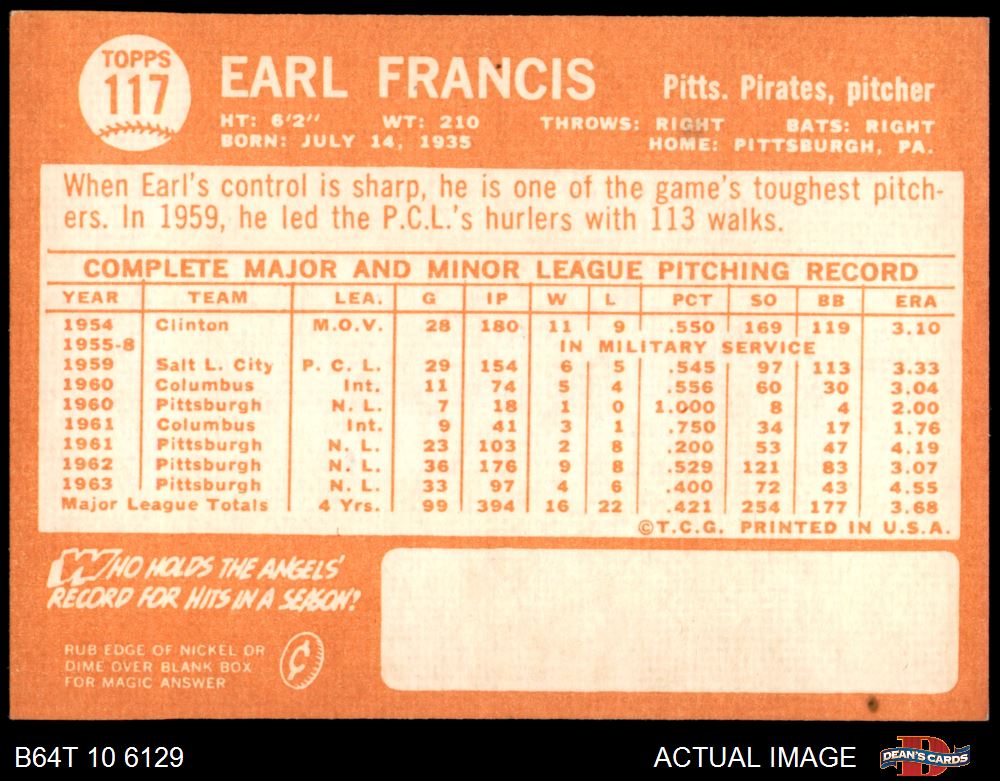 TOPPS
117
EARL FRANCIS
Pitts. Pirates, pitcher
HT: 6'2" WT: 210 THROWS: RIGHT BATS: RIGHT
BORN: JULY 14, 1935 HOME: PITTSBURGH, PA.
When Earl's control is sharp, he is one of the game's toughest pitch-
ers. In 1959, he led the P.C.L.'s hurlers with 113 walks.
COMPLETE MAJOR AND MINOR LEAGUE PITCHING RECORD
YEAR TEAM LEA. G IP W L PCT SO BB ERA
1954 Clinton M.O.V. 28 180 11 9 .550 169 119 3.10
1955-8 IN MILITARY SERVICE
1959 Salt L. City P. C. L. 29 154 6 5 .545 97 113 3.33
1960 Columbus Int. 11 74 5 4 .556 60 30 3.04
1960 Pittsburgh N. L. 7 18 1 0 1.000 8 4 2.00
1961 Columbus Int. 9 41 3 1 .750 34 17 1.76
1961 Pittsburgh N. L. 23 103 2 8 .200 53 47 4.19
1962 Pittsburgh N. L. 36 176 9 8 .529 121 83 3.07
1963 Pittsburgh N. L. 33 97 4 6 .400 72 43 4.55
Major League Totals 4 Yrs. 99 394 16 22 .421 254 177 3.68
©T.C.G. PRINTED IN U.S.A.
WHO HOLDS THE ANGELS'
RECORD FOR HITS IN A SEASON?
RUB EDGE OF NICKEL OR
DIME OVER BLANK BOX
FOR MAGIC ANSWER
¢
B64T 10 6129
ACTUAL IMAGE
DEAN'S CARDS